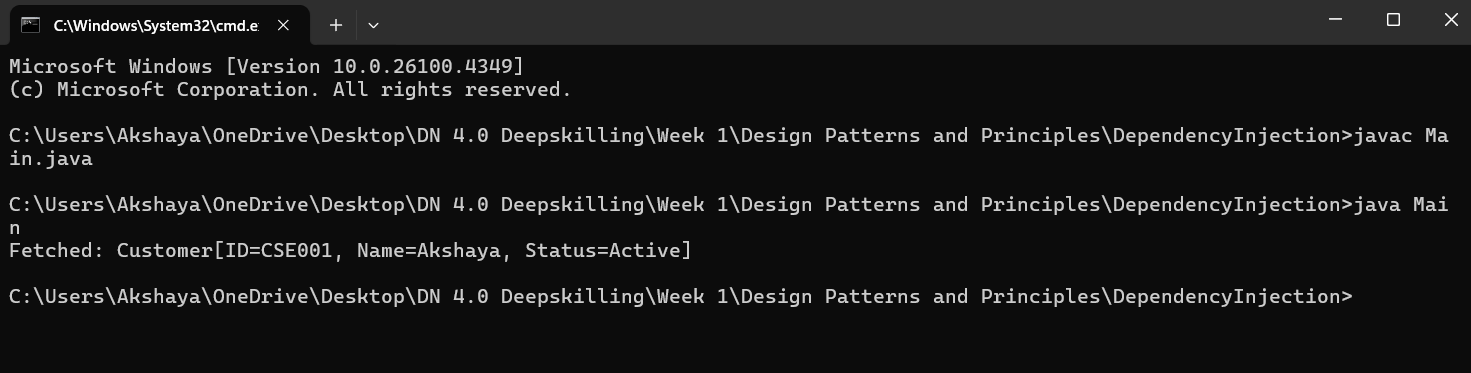 C:\Windows\System32\cmd.e
Microsoft Windows [Version 10.0.26100.4349]
(c) Microsoft Corporation. All rights reserved.
C:\Users\Akshaya\OneDrive\Desktop\DN 4.0 Deepskilling\Week 1\Design Patterns and Principles\DependencyInjection>javac Ma
in.java
C:\Users\Akshaya\OneDrive\Desktop\DN 4.0 Deepskilling\Week 1\Design Patterns and Principles\DependencyInjection>java Mai
n
Fetched: Customer[ID=CSE001, Name=Akshaya, Status=Active]
C:\Users\Akshaya\OneDrive\Desktop\DN 4.0 Deepskilling\Week 1\Design Patterns and Principles\DependencyInjection>